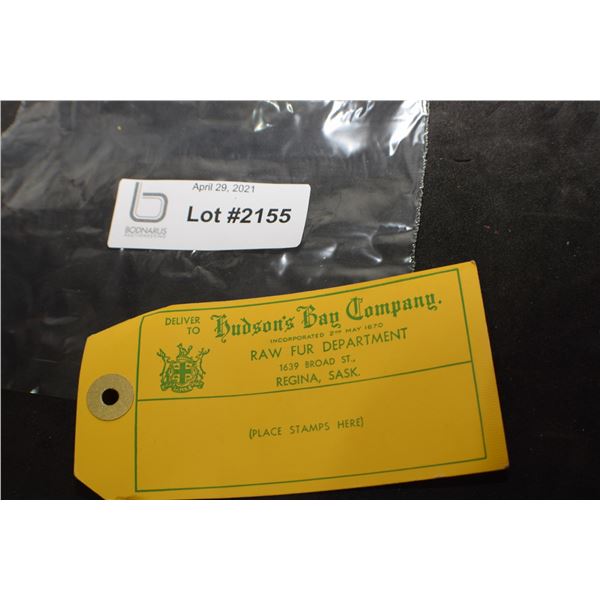 April 29, 2021
b
BODNARUS
AUCTIONEERING
Lot #2155
DELIVER TO
Hudson's Bay Company.
INCORPORATED 2ND MAY 1670
RAW FUR DEPARTMENT
1639 BROAD ST.,
REGINA, SASK.
(PLACE STAMPS HERE)